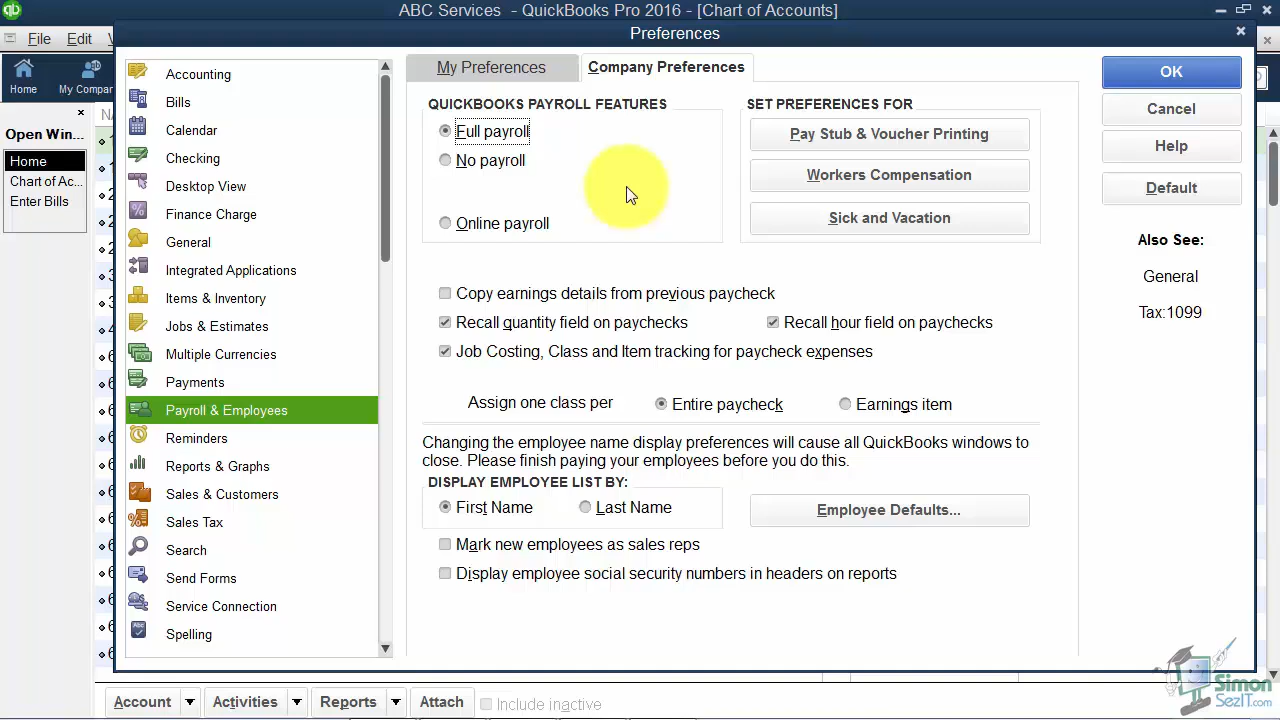 ABC Services - QuickBooks Pro 2016 - [Chart of Accounts]
File Edit
Preferences
Home
My Compar
Open Win...
Home
Chart of Ac...
Enter Bills
Accounting
Bills
Calendar
Checking
Desktop View
Finance Charge
General
Integrated Applications
Items & Inventory
Jobs & Estimates
Multiple Currencies
Payments
Payroll & Employees
Reminders
Reports & Graphs
Sales & Customers
Sales Tax
Search
Send Forms
Service Connection
Spelling
My Preferences
Company Preferences
QUICKBOOKS PAYROLL FEATURES
Full payroll
No payroll
Online payroll
SET PREFERENCES FOR
Pay Stub & Voucher Printing
Workers Compensation
Sick and Vacation
Copy earnings details from previous paycheck
Recall quantity field on paychecks
Recall hour field on paychecks
Job Costing, Class and Item tracking for paycheck expenses
Assign one class per
Entire paycheck
Earnings item
Changing the employee name display preferences will cause all QuickBooks windows to
close. Please finish paying your employees before you do this.
DISPLAY EMPLOYEE LIST BY:
First Name
Last Name
Employee Defaults...
Mark new employees as sales reps
Display employee social security numbers in headers on reports
OK
Cancel
Help
Default
Also See:
General
Tax:1099
Account
Activities
Reports
Attach
Include inactive
Simon
SezIT.com